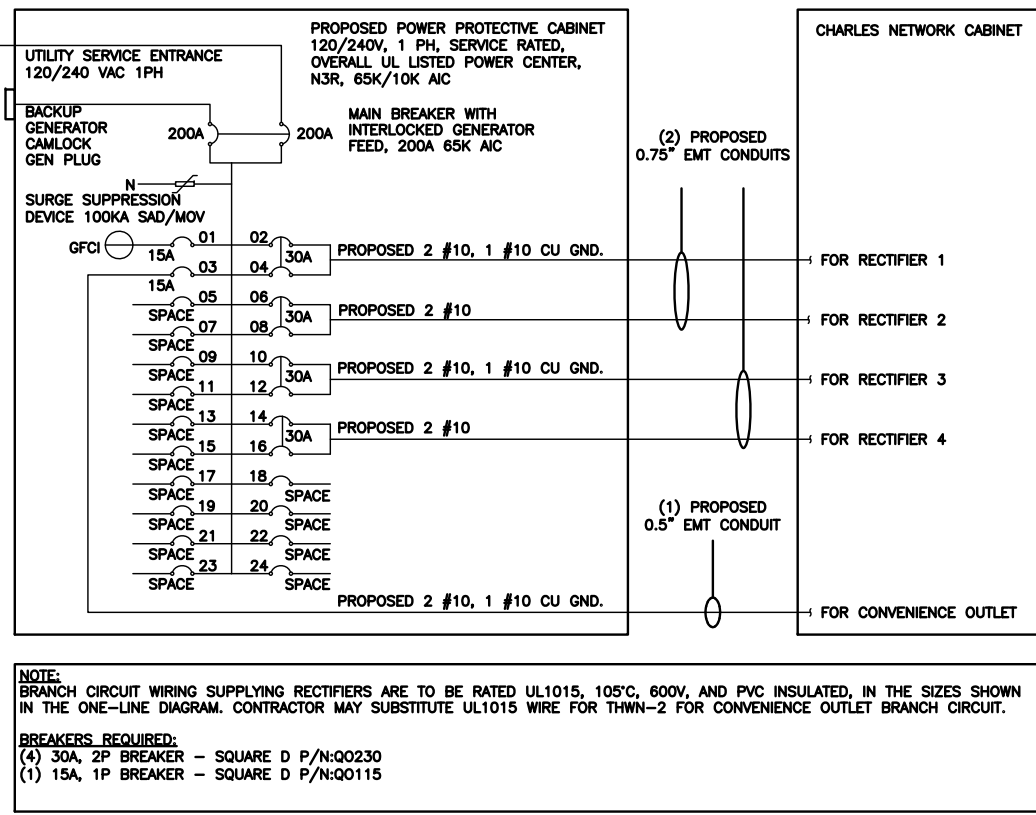 PROPOSED POWER PROTECTIVE CABINET
120/240V, 1 PH, SERVICE RATED,
OVERALL UL LISTED POWER CENTER,
N3R, 65K/10K AIC
CHARLES NETWORK CABINET
UTILITY SERVICE ENTRANCE
120/240 VAC 1PH
BACKUP
GENERATOR
CAMLOCK
GEN PLUG
200A
200A
MAIN BREAKER WITH
INTERLOCKED GENERATOR
FEED, 200A 65K AIC
(2) PROPOSED
0.75" EMT CONDUITS
N
SURGE SUPPRESSION
DEVICE 100KA SAD/MOV
GFCI
15A
01
02
30A
PROPOSED 2 #10, 1 #10 CU GND.
FOR RECTIFIER 1
15A
03
04
SPACE
05
06
30A
PROPOSED 2 #10
FOR RECTIFIER 2
SPACE
07
08
SPACE
09
10
30A
PROPOSED 2 #10, 1 #10 CU GND.
FOR RECTIFIER 3
SPACE
11
12
SPACE
13
14
30A
PROPOSED 2 #10
FOR RECTIFIER 4
SPACE
15
16
SPACE
17
18
SPACE
SPACE
19
20
SPACE
SPACE
21
22
SPACE
SPACE
23
24
SPACE
(1) PROPOSED
0.5" EMT CONDUIT
PROPOSED 2 #10, 1 #10 CU GND.
FOR CONVENIENCE OUTLET
NOTE:
BRANCH CIRCUIT WIRING SUPPLYING RECTIFIERS ARE TO BE RATED UL1015, 105°C, 600V, AND PVC INSULATED, IN THE SIZES SHOWN
IN THE ONE-LINE DIAGRAM. CONTRACTOR MAY SUBSTITUTE UL1015 WIRE FOR THWN-2 FOR CONVENIENCE OUTLET BRANCH CIRCUIT.
BREAKERS REQUIRED:
(4) 30A, 2P BREAKER - SQUARE D P/N:QO230
(1) 15A, 1P BREAKER - SQUARE D P/N:QO115